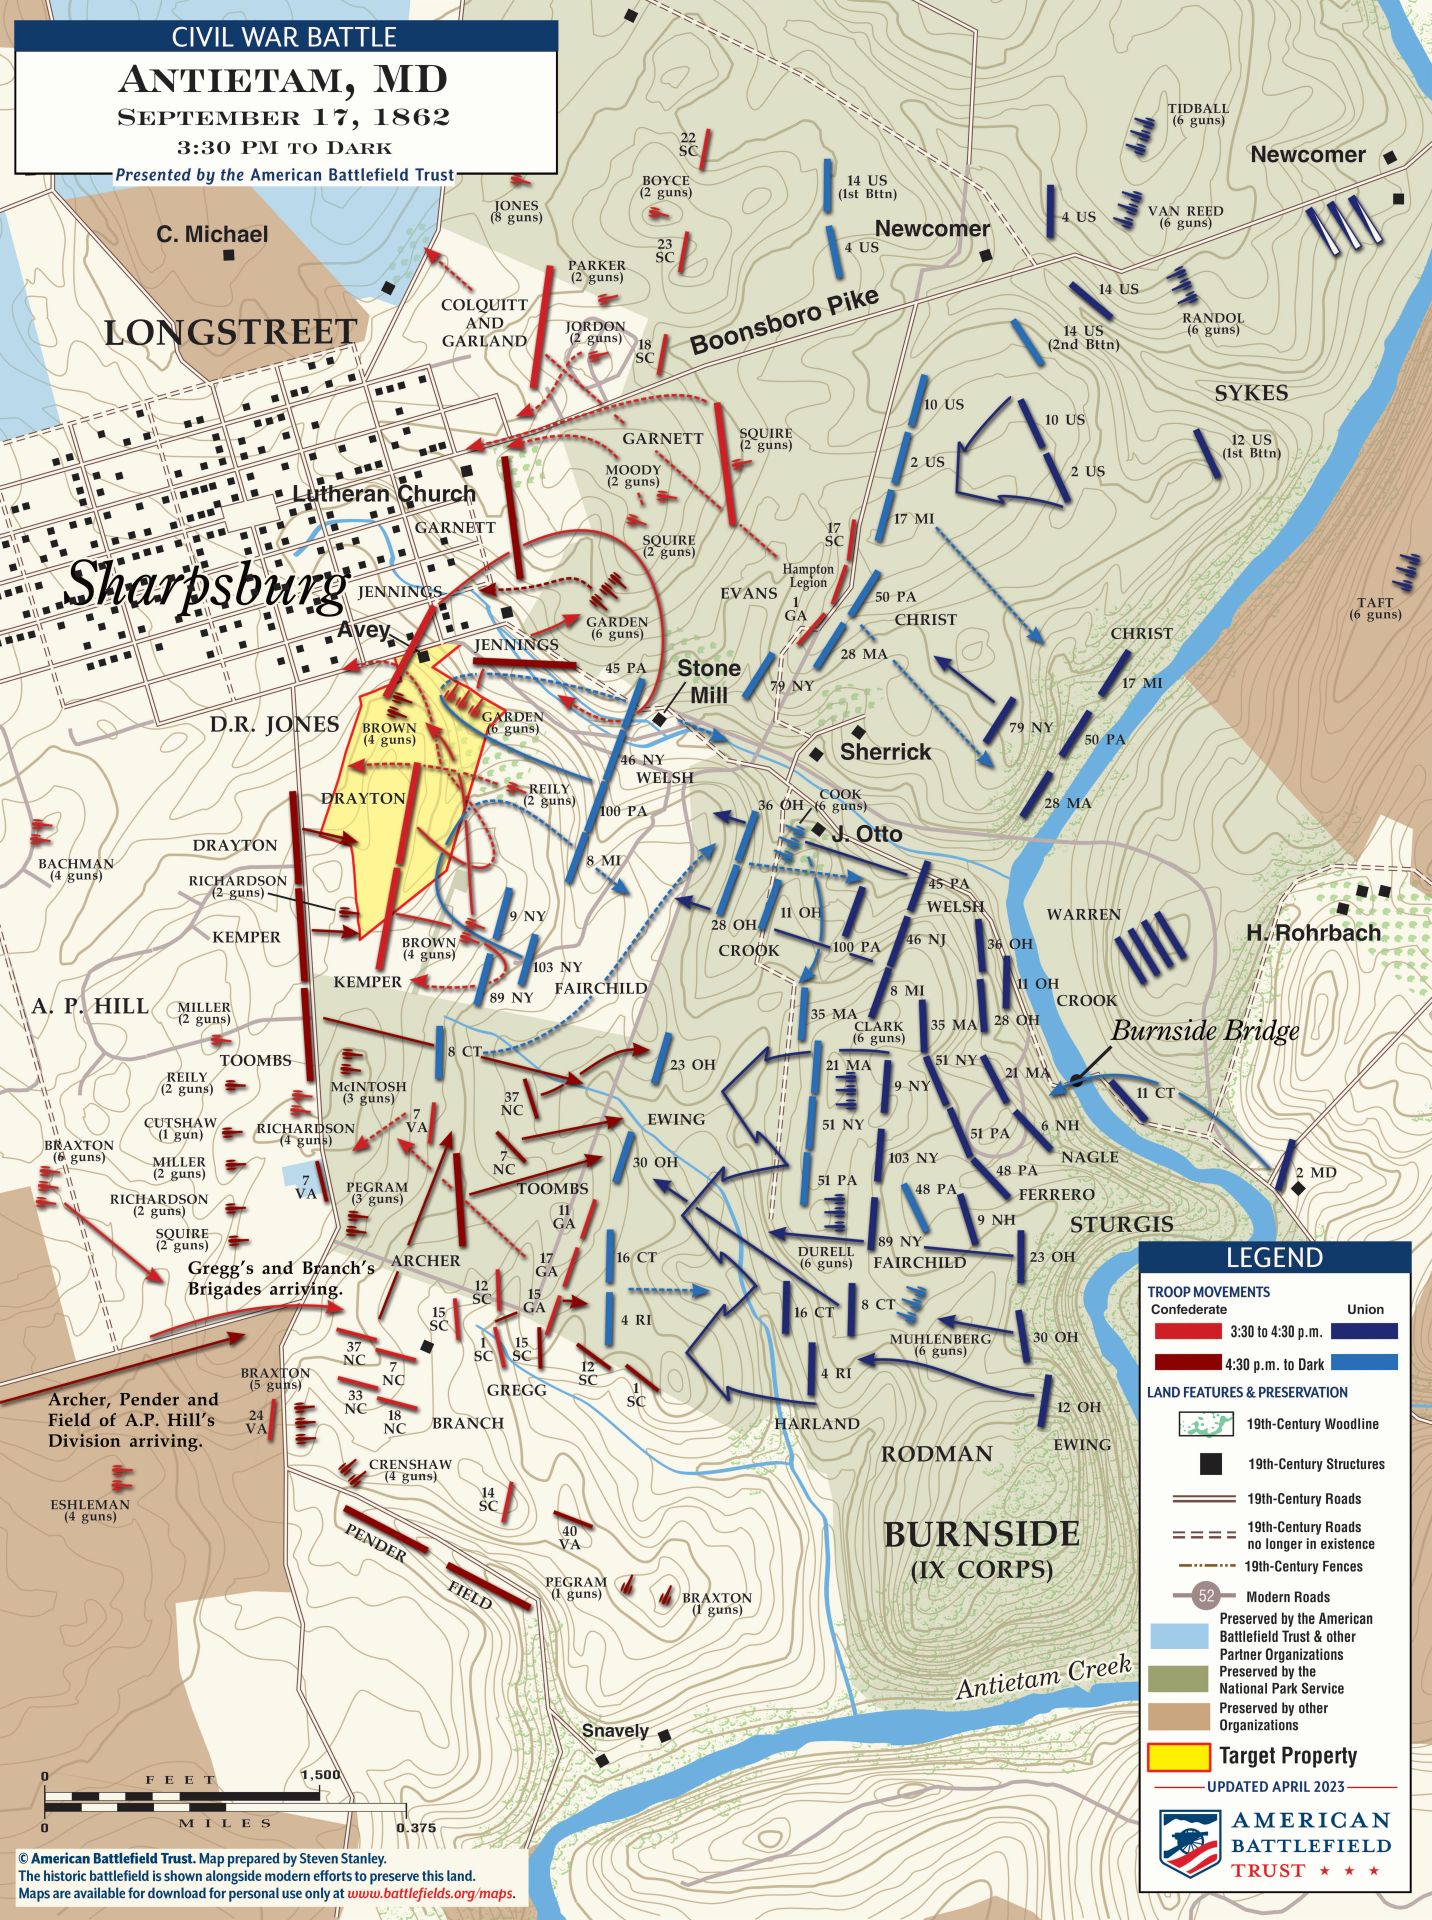 CIVIL WAR BATTLE
ANTIETAM, MD
SEPTEMBER 17, 1862
3:30 PM TO DARK
Presented by the American Battlefield Trust
TIDBALL
(6 guns)
Newcomer
22
SC
BOYCE
(2 guns)
14 US
(1st Bttn)
JONES
(8 guns)
4 US
VAN REED
(6 guns)
C. Michael
Newcomer
23
SC
4 US
PARKER
(2 guns)
14 US
COLQUITT
AND
GARLAND
LONGSTREET
JORDON
(2 guns)
18
SC
Boonsboro Pike
RANDOL
(6 guns)
14 US
(2nd Bttn)
SYKES
10 US
10 US
GARNETT
SQUIRE
(2 guns)
12 US
(1st Bttn)
MOODY
(2 guns)
2 US
2 US
Lutheran Church
GARNETT
17 MI
17
SC
SQUIRE
(2 guns)
Sharpsburg
JENNINGS
Hampton
Legion
EVANS
1
GA
50 PA
CHRIST
TAFT
(6 guns)
Avey
GARDEN
(6 guns)
JENNINGS
CHRIST
28 MA
45 PA
Stone
Mill
79 NY
17 MI
D.R. JONES
BROWN
(4 guns)
GARDEN
(6 guns)
79 NY
50 PA
Sherrick
46 NY
WELSH
REILY
(2 guns)
DRAYTON
100 PA
36 OH
COOK
(6 guns)
28 MA
J. Otto
DRAYTON
BACHMAN
(4 guns)
8 MI
RICHARDSON
(2 guns)
45 PA
WELSH
9 NY
11 OH
28 OH
WARREN
H. Rohrbach
KEMPER
BROWN
(4 guns)
CROOK
100 PA
46 NJ
36 OH
103 NY
KEMPER
FAIRCHILD
89 NY
8 MI
11 OH
CROOK
A. P. HILL
MILLER
(2 guns)
35 MA
CLARK
(6 guns)
35 MA
28 OH
Burnside Bridge
TOOMBS
8 CT
23 OH
21 MA
51 NY
21 MA
REILY
(2 guns)
McINTOSH
(3 guns)
9 NY
11 CT
37
NC
7
VA
EWING
CUTSHAW
(1 gun)
RICHARDSON
(4 guns)
51 NY
51 PA
6 NH
BRAXTON
(6 guns)
MILLER
(2 guns)
7
NC
30 OH
103 NY
NAGLE
7
VA
PEGRAM
(3 guns)
TOOMBS
51 PA
48 PA
48 PA
FERRERO
2 MD
RICHARDSON
(2 guns)
11
GA
9 NH
STURGIS
SQUIRE
(2 guns)
89 NY
DURELL
(6 guns)
FAIRCHILD
23 OH
ARCHER
17
GA
16 CT
Gregg's and Branch's
Brigades arriving.
12
SC
15
GA
15
SC
4 RI
16 CT
8 CT
MUHLENBERG
(6 guns)
30 OH
37
NC
7
NC
1
SC
15
SC
12
SC
1
SC
BRAXTON
(5 guns)
GREGG
4 RI
33
NC
18
NC
BRANCH
12 OH
EWING
Archer, Pender and
Field of A.P. Hill's
Division arriving.
24
VA
HARLAND
RODMAN
CRENSHAW
(4 guns)
ESHLEMAN
(4 guns)
14
SC
PENDER
40
VA
BURNSIDE
(IX CORPS)
FIELD
PEGRAM
(1 guns)
BRAXTON
(1 guns)
Antietam Creek
Snavely
LEGEND
TROOP MOVEMENTS
Confederate Union
3:30 to 4:30 p.m.
4:30 p.m. to Dark
LAND FEATURES & PRESERVATION
19th-Century Woodline
19th-Century Structures
19th-Century Roads
19th-Century Roads
no longer in existence
19th-Century Fences
52 Modern Roads
Preserved by the American
Battlefield Trust & other
Partner Organizations
Preserved by the
National Park Service
Preserved by other
Organizations
Target Property
UPDATED APRIL 2023
AMERICAN
BATTLEFIELD
TRUST
0 FEET 1,500
0 MILES 0.375
© American Battlefield Trust. Map prepared by Steven Stanley.
The historic battlefield is shown alongside modern efforts to preserve this land.
Maps are available for download for personal use only at www.battlefields.org/maps.